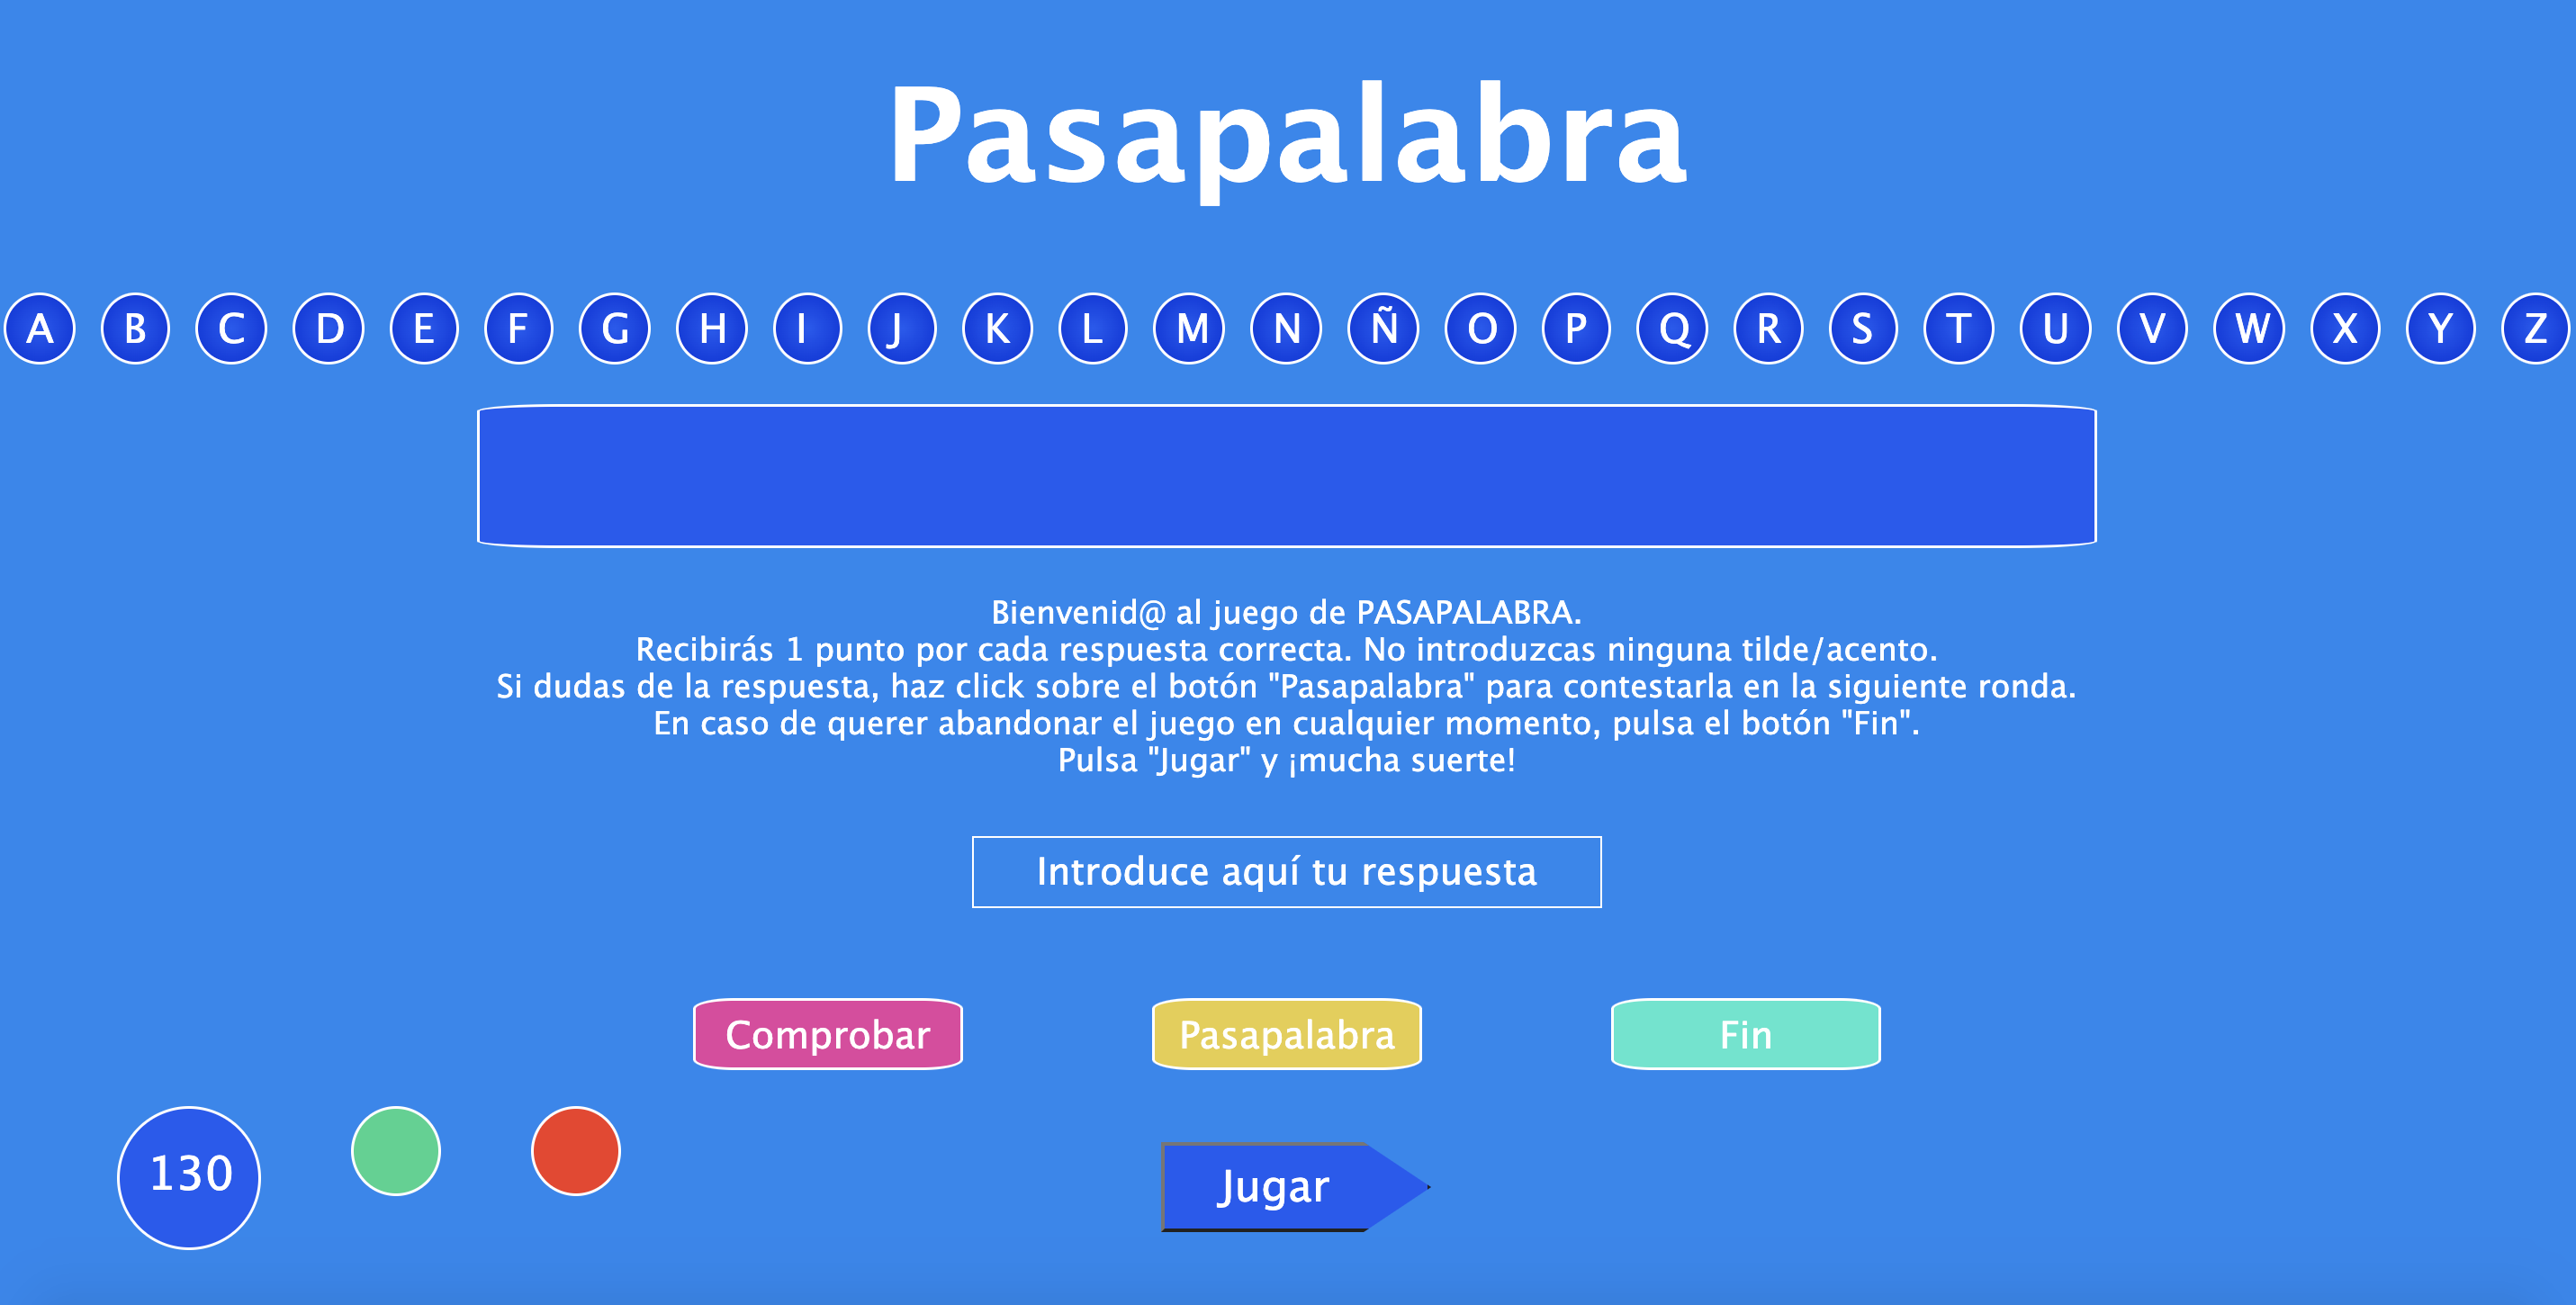 Pasapalabra
A B C D E F G H I J K L M N Ñ O P Q R S T U V W X Y Z
Bienvenid@ al juego de PASAPALABRA.
Recibirás 1 punto por cada respuesta correcta. No introduzcas ninguna tilde/acento.
Si dudas de la respuesta, haz click sobre el botón "Pasapalabra" para contestarla en la siguiente ronda.
En caso de querer abandonar el juego en cualquier momento, pulsa el botón "Fin".
Pulsa "Jugar" y ¡mucha suerte!
Introduce aquí tu respuesta
Comprobar Pasapalabra Fin
130
Jugar